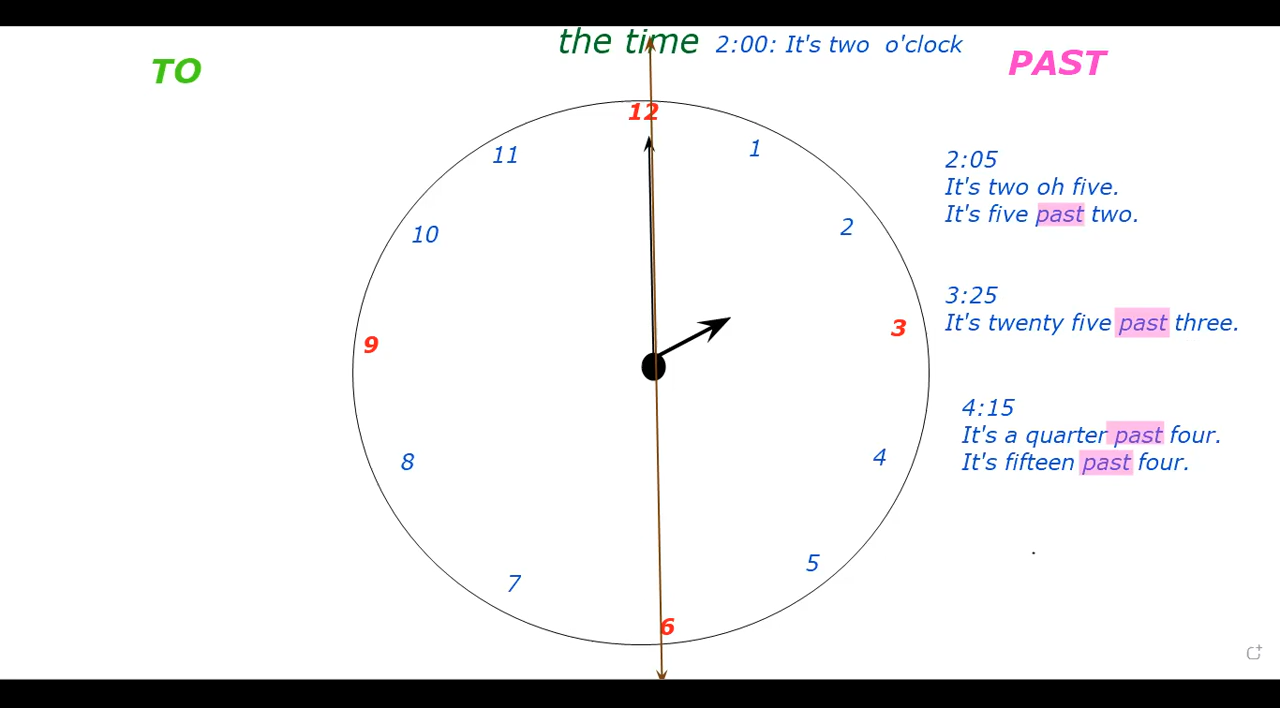 the time 2:00: It's two o'clock
TO
PAST
12
11
1
10
2
9
3
8
4
7
5
6
2:05
It's two oh five.
It's five past two.
3:25
It's twenty five past three.
4:15
It's a quarter past four.
It's fifteen past four.